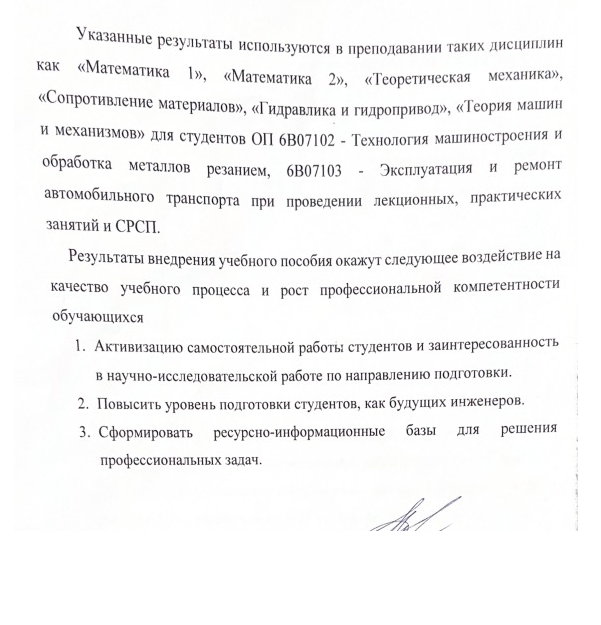 Указанные результаты используются в преподавании таких дисциплин
как «Математика 1», «Математика 2», «Теоретическая механика»,
«Сопротивление материалов», «Гидравлика и гидропривод», «Теория машин
и механизмов» для студентов ОП 6В07102 - Технология машиностроения и
обработка металлов резанием, 6В07103 - Эксплуатация и ремонт
автомобильного транспорта при проведении лекционных, практических
занятий и СРСП.
Результаты внедрения учебного пособия окажут следующее воздействие на
качество учебного процесса и рост профессиональной компетентности
обучающихся
1. Активизацию самостоятельной работы студентов и заинтересованность
в научно-исследовательской работе по направлению подготовки.
2. Повысить уровень подготовки студентов, как будущих инженеров.
3. Сформировать ресурсно-информационные базы для решения
профессиональных задач.